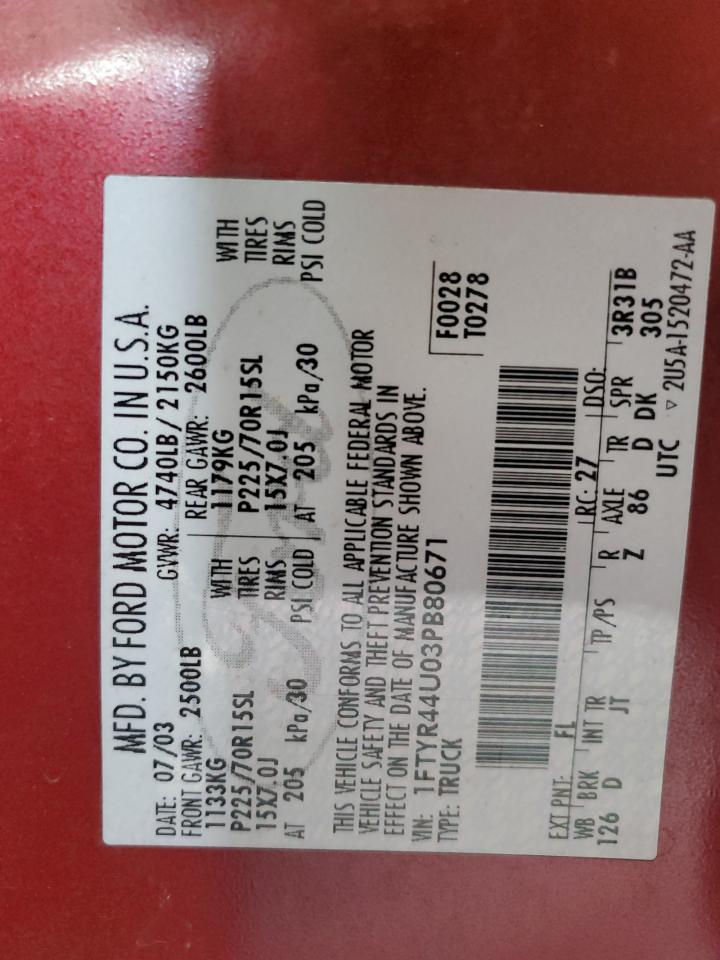 MFD. BY FORD MOTOR CO. IN U.S.A.
DATE: 07/03 GVWR: 4740LB / 2150KG
FRONT GAWR: 2500LB REAR GAWR: 2600LB
1133KG WITH 1179KG WITH
P225/70R15SL TIRES P225/70R15SL TIRES
15X7.0J RIMS 15X7.0J RIMS
AT 205 kPa/30 PSI COLD AT 205 kPa/30 PSI COLD
THIS VEHICLE CONFORMS TO ALL APPLICABLE FEDERAL MOTOR
VEHICLE SAFETY AND THEFT PREVENTION STANDARDS IN
EFFECT ON THE DATE OF MANUFACTURE SHOWN ABOVE.
VIN: 1FTYR44U03PB80671
TYPE: TRUCK
F0028
T0278
EXT PNT: FL RC: 27 DSO:
WB BRK INT TR TP/PS R AXLE TR SPR 3R31B
126 D JT Z 86 D DK 305
UTC ▽ 2U5A-1520472-AA
Ford